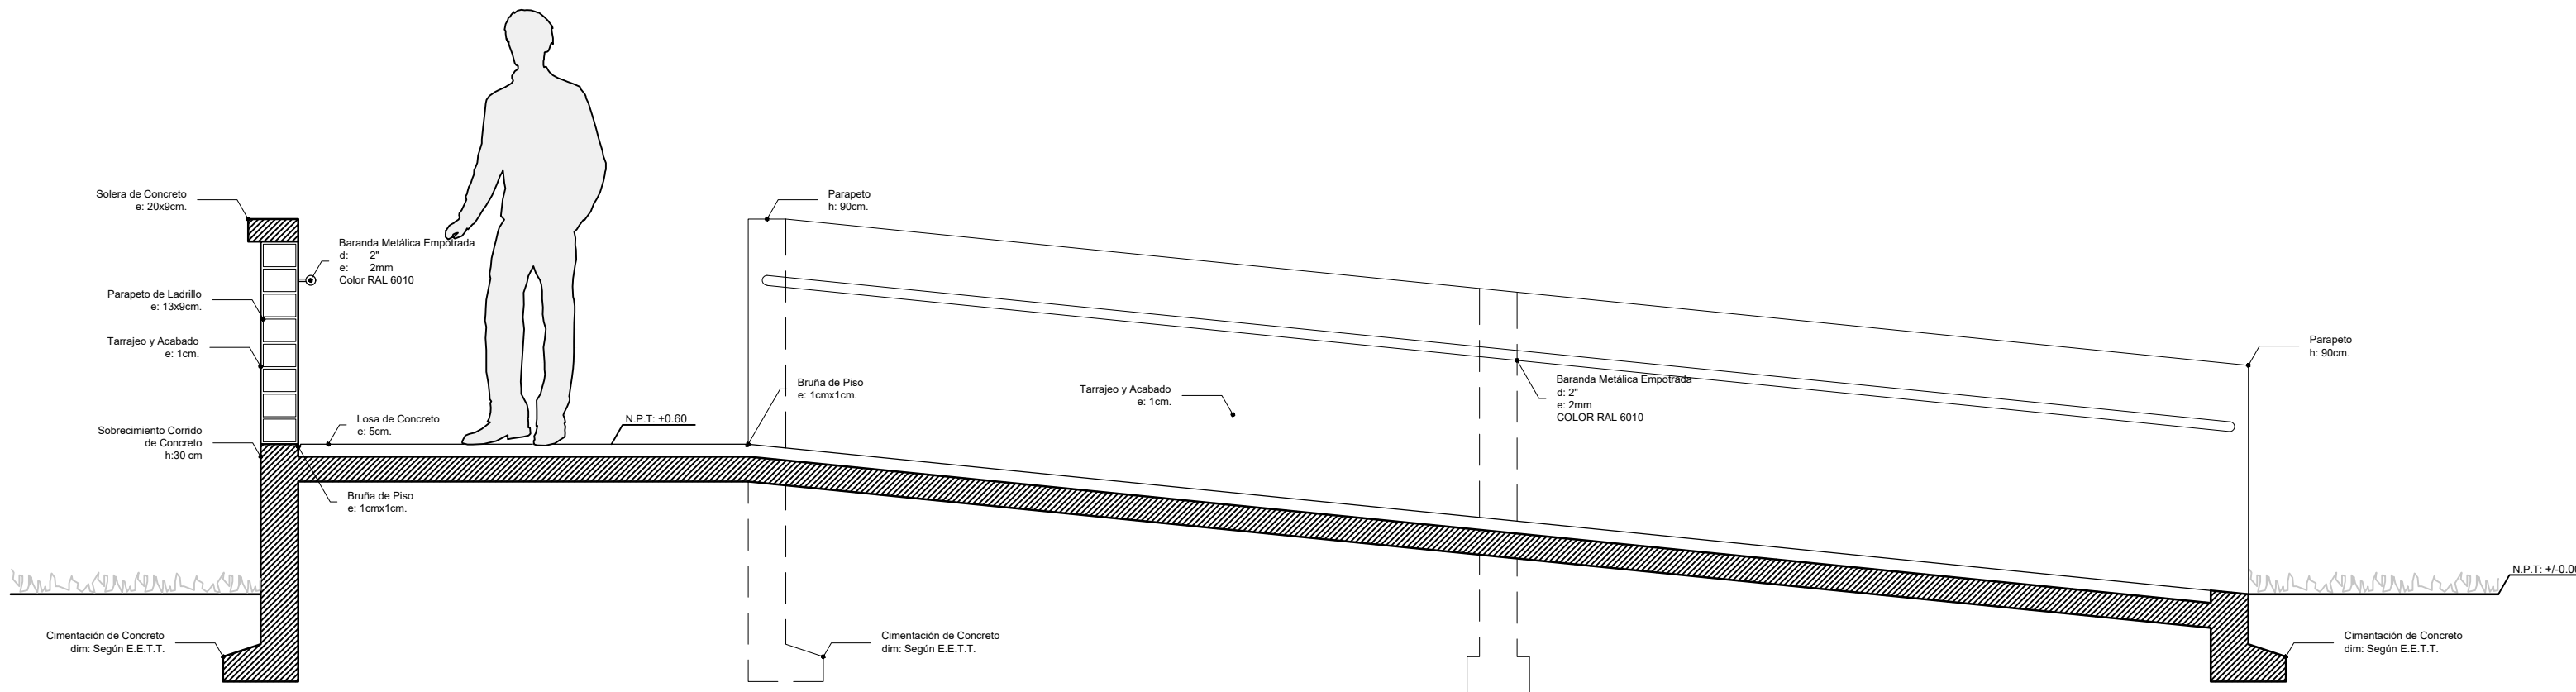 Solera de Concreto
e: 20x9cm.
Parapeto
h: 90cm.
Baranda Metálica Empotrada
d: 2"
e: 2mm
Color RAL 6010
Parapeto de Ladrillo
e: 13x9cm.
Tarrajeo y Acabado
e: 1cm.
Parapeto
h: 90cm.
Bruña de Piso
e: 1cmx1cm.
Tarrajeo y Acabado
e: 1cm.
Baranda Metálica Empotrada
d: 2"
e: 2mm
COLOR RAL 6010
Losa de Concreto
e: 5cm.
N.P.T: +0.60
Sobrecimiento Corrido
de Concreto
h:30 cm
Bruña de Piso
e: 1cmx1cm.
N.P.T: +/-0.00
Cimentación de Concreto
dim: Según E.E.T.T.
Cimentación de Concreto
dim: Según E.E.T.T.
Cimentación de Concreto
dim: Según E.E.T.T.